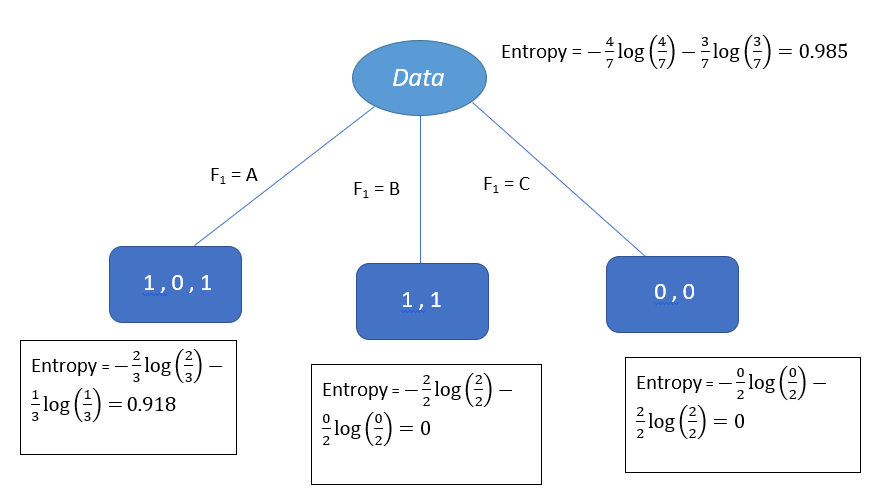 Entropy = −4/7 log(4/7) − 3/7 log(3/7) = 0.985
Data
F₁ = A
F₁ = B
F₁ = C
1 , 0 , 1
1 , 1
0 , 0
Entropy = −2/3 log(2/3) −
1/3 log(1/3) = 0.918
Entropy = −2/2 log(2/2) −
0/2 log(0/2) = 0
Entropy = −0/2 log(0/2) −
2/2 log(2/2) = 0